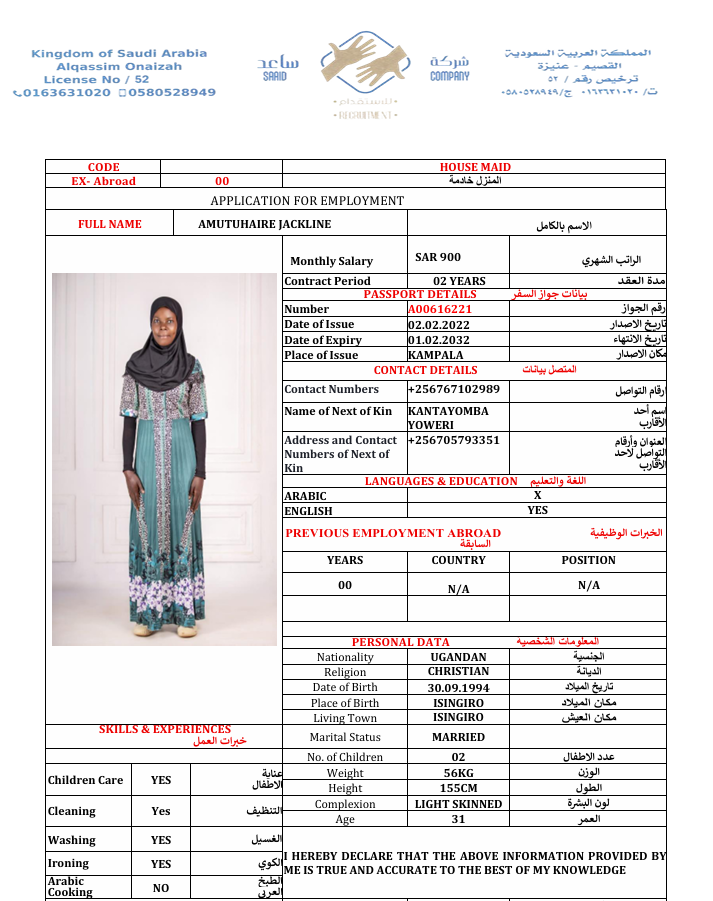 Kingdom of Saudi Arabia
Alqassim Onaizah
License No / 52
0163631020 0580528949
ساعد
SAAID
شركة
COMPANY
للاستقدام
RECRUITMENT
المملكة العربية السعودية
القصيم - عنيزة
ترخيص رقم / ٥٢
ت/ ٠١٦٣٦٣١٠٢٠ ج/ ٠٥٨٠٥٢٨٩٤٩
CODE HOUSE MAID
EX- Abroad 00 المنزل خادمة
APPLICATION FOR EMPLOYMENT
FULL NAME AMUTUHAIRE JACKLINE الاسم بالكامل
Monthly Salary SAR 900 الراتب الشهري
Contract Period 02 YEARS مدة العقد
PASSPORT DETAILS بيانات جواز السفر
Number A00616221 رقم الجواز
Date of Issue 02.02.2022 تاريخ الاصدار
Date of Expiry 01.02.2032 تاريخ الانتهاء
Place of Issue KAMPALA مكان الاصدار
CONTACT DETAILS المتصل بيانات
Contact Numbers +256767102989 ارقام التواصل
Name of Next of Kin KANTAYOMBA YOWERI اسم أحد الأقارب
Address and Contact Numbers of Next of Kin +256705793351 العنوان وأرقام التواصل لاحد الأقارب
LANGUAGES & EDUCATION اللغة والتعليم
ARABIC X
ENGLISH YES
PREVIOUS EMPLOYMENT ABROAD الخبرات الوظيفية
السابقة
YEARS COUNTRY POSITION
00 N/A N/A
PERSONAL DATA المعلومات الشخصيه
Nationality UGANDAN الجنسية
Religion CHRISTIAN الديانة
Date of Birth 30.09.1994 تاريخ الميلاد
Place of Birth ISINGIRO مكان الميلاد
Living Town ISINGIRO مكان العيش
Marital Status MARRIED
No. of Children 02 عدد الاطفال
Weight 56KG الوزن
Height 155CM الطول
Complexion LIGHT SKINNED لون البشرة
Age 31 العمر
SKILLS & EXPERIENCES
خبرات العمل
Children Care YES عناية الاطفال
Cleaning Yes التنظيف
Washing YES الغسيل
Ironing YES الكوي
Arabic Cooking NO الطبخ العربي
I HEREBY DECLARE THAT THE ABOVE INFORMATION PROVIDED BY
ME IS TRUE AND ACCURATE TO THE BEST OF MY KNOWLEDGE